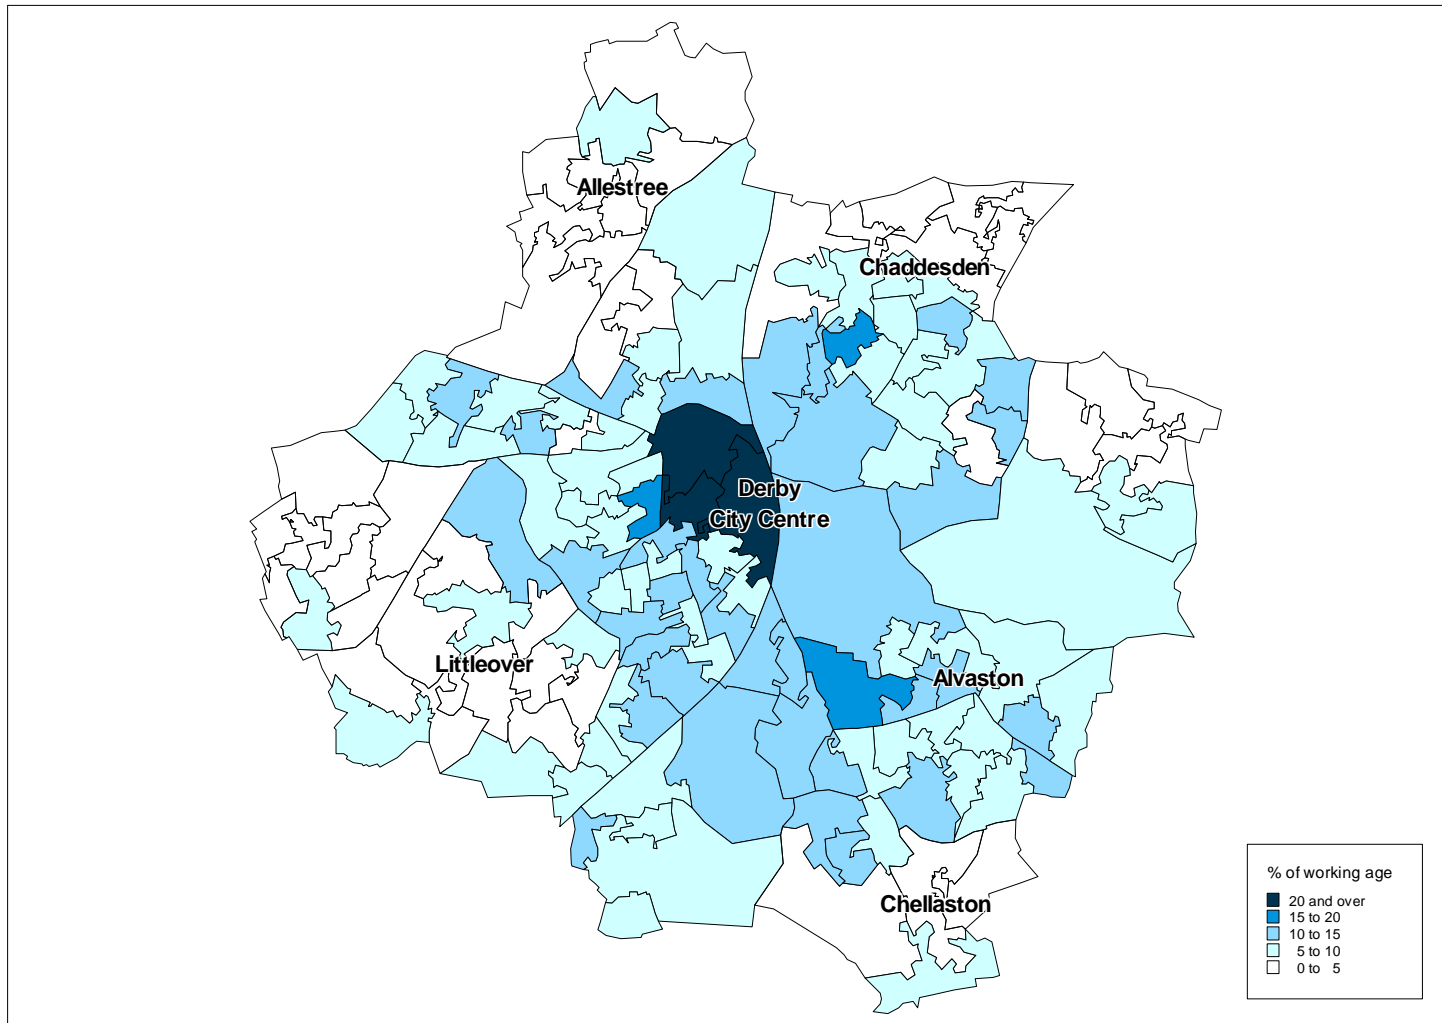 Allestree
Chaddesden
Derby
City Centre
Littleover
Alvaston
Chellaston
% of working age
20 and over
15 to 20
10 to 15
5 to 10
0 to 5